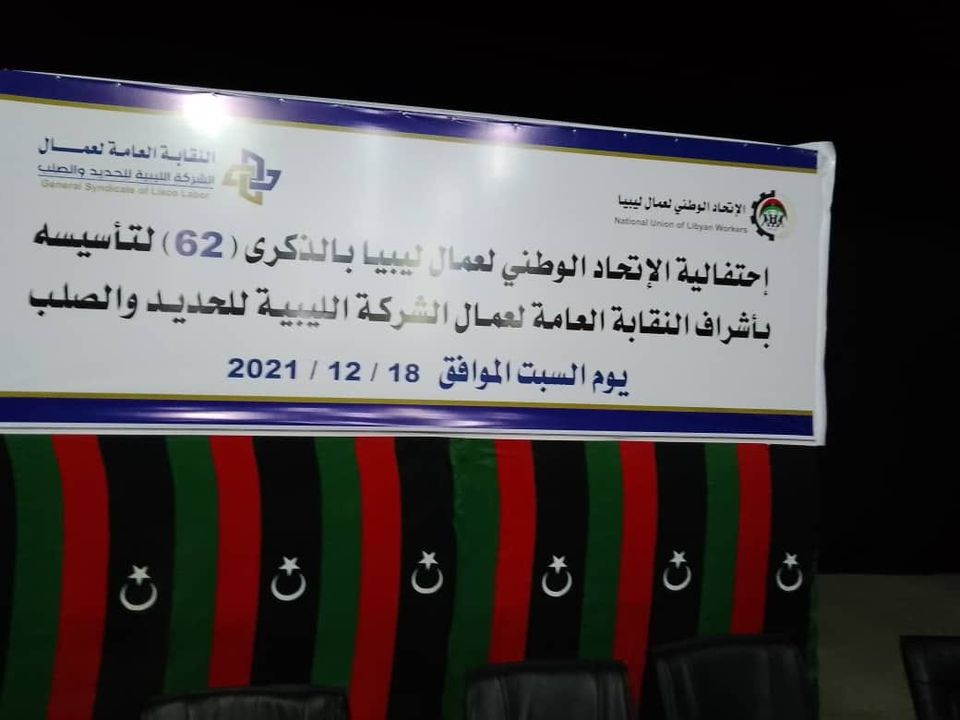 الإتحاد الوطني لعمال ليبيا
National Union of Libyan Workers
النقابة العامة لعمـــال
الشركة الليبية للحديد والصلب
General Syndicate of Lisco Labor
إحتفالية الإتحاد الوطني لعمال ليبيا بالذكرى (62) لتأسيسه
بأشراف النقابة العامة لعمال الشركة الليبية للحديد والصلب
يوم السبت الموافق 18 / 12 / 2021